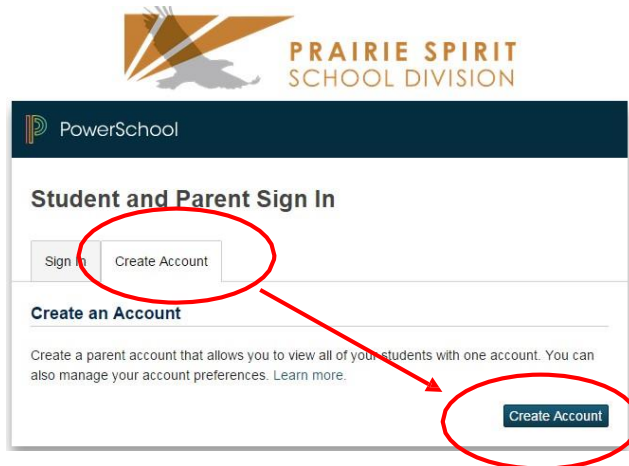 PRAIRIE SPIRIT
SCHOOL DIVISION
PowerSchool
Student and Parent Sign In
Sign In Create Account
Create an Account
Create a parent account that allows you to view all of your students with one account. You can
also manage your account preferences. Learn more.
Create Account